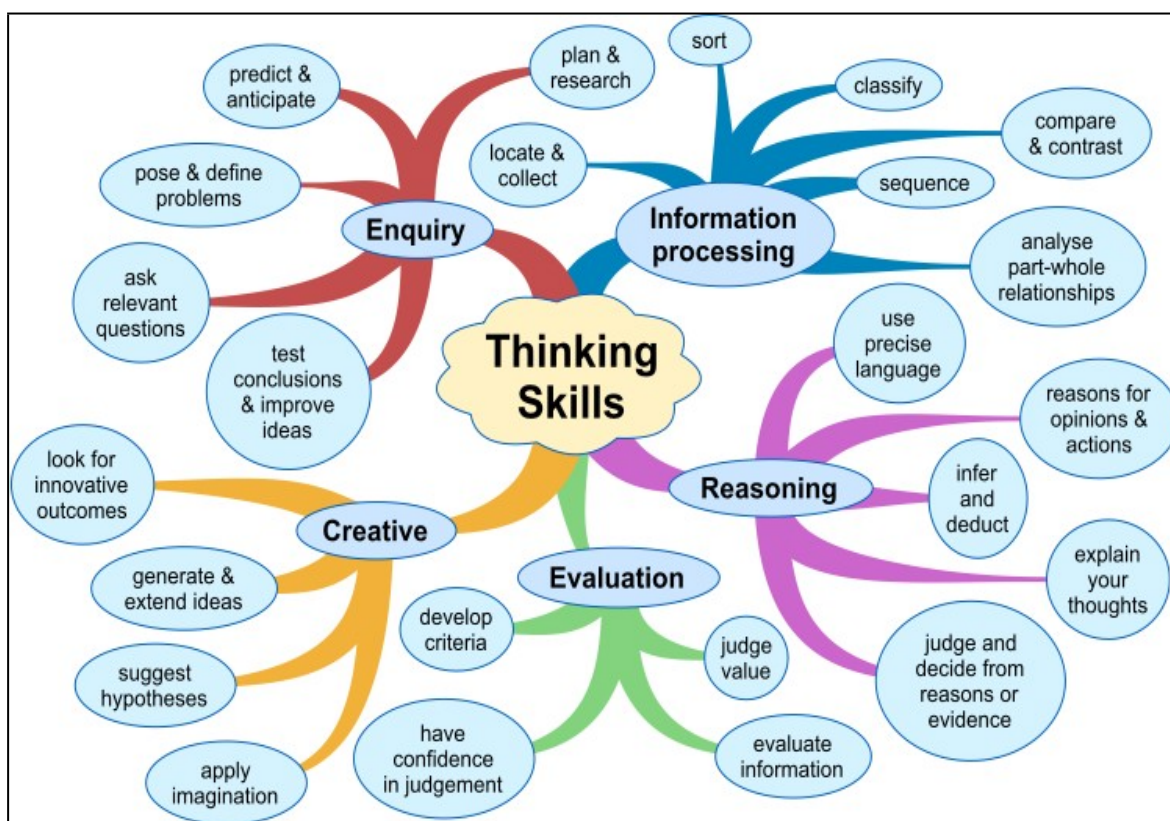 Thinking
Skills
Enquiry
predict &
anticipate
plan &
research
pose & define
problems
ask
relevant
questions
test
conclusions
& improve
ideas
Information
processing
sort
classify
compare
& contrast
locate &
collect
sequence
analyse
part-whole
relationships
Reasoning
use
precise
language
reasons for
opinions &
actions
infer
and
deduct
explain
your
thoughts
judge and
decide from
reasons or
evidence
Evaluation
develop
criteria
judge
value
have
confidence
in judgement
evaluate
information
Creative
look for
innovative
outcomes
generate &
extend ideas
suggest
hypotheses
apply
imagination